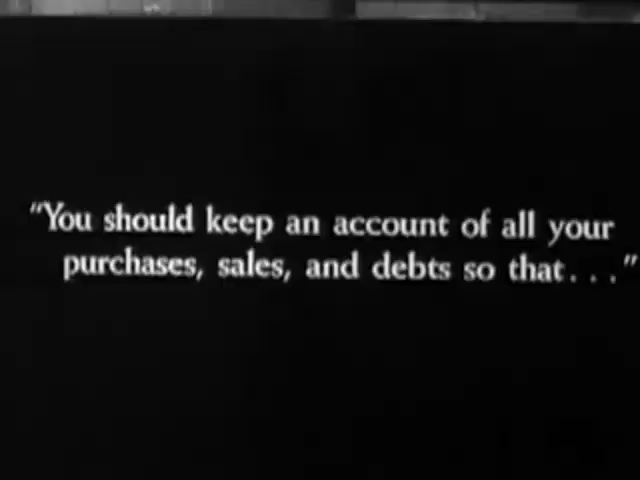 "You should keep an account of all your
purchases, sales, and debts so that . . ."